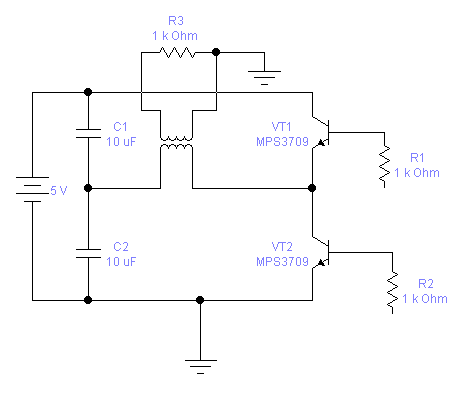 R3
1 k Ohm
C1
10 uF
VT1
MPS3709
R1
1 k Ohm
5 V
C2
10 uF
VT2
MPS3709
R2
1 k Ohm